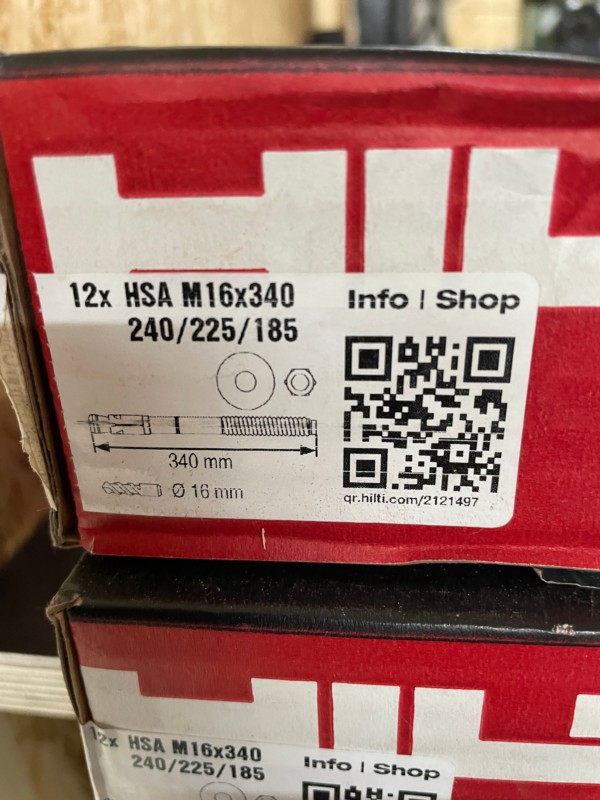 HILTI
12x HSA M16x340
240/225/185
Info | Shop
340 mm
Ø 16 mm
qr.hilti.com/2121497
12x HSA M16x340
240/225/185
Info | Shop